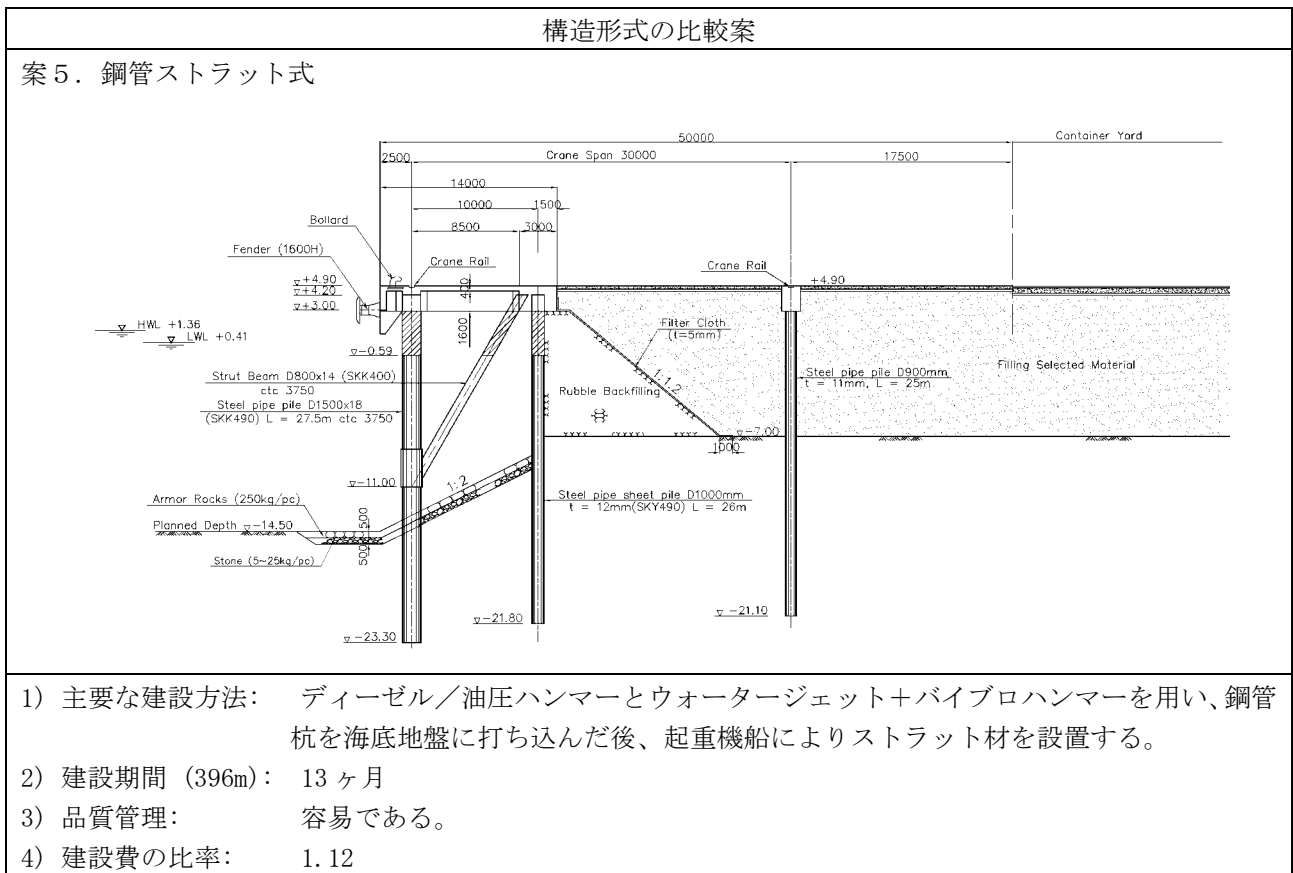 構造形式の比較案
案５．鋼管ストラット式
50000
Container Yard
2500
Crane Span 30000
17500
14000
10000
1500
8500
3000
Bollard
Fender (1600H)
Crane Rail
Crane Rail
▽+4.90
▽+4.20
▽+3.00
420
+4.90
▽ HWL +1.36
▽ LWL +0.41
1600
Filter Cloth
(t=5mm)
▽-0.59
1:1.2
Strut Beam D800x14 (SKK400)
ctc 3750
Steel pipe pile D1500x18
(SKK490) L = 27.5m ctc 3750
Rubble Backfilling
Steel pipe pile D900mm
t = 11mm, L = 25m
Filling Selected Material
▽-7.00
1000
▽-11.00
1:2
Armor Rocks (250kg/pc)
Steel pipe sheet pile D1000mm
t = 12mm(SKY490) L = 26m
Planned Depth ▽-14.50
1500
500
Stone (5~25kg/pc)
▽-21.80
▽-21.10
▽-23.30
1) 主要な建設方法： ディーゼル／油圧ハンマーとウォータージェット＋バイブロハンマーを用い、鋼管
杭を海底地盤に打ち込んだ後、起重機船によりストラット材を設置する。
2) 建設期間 (396m)： 13 ヶ月
3) 品質管理： 容易である。
4) 建設費の比率： 1.12